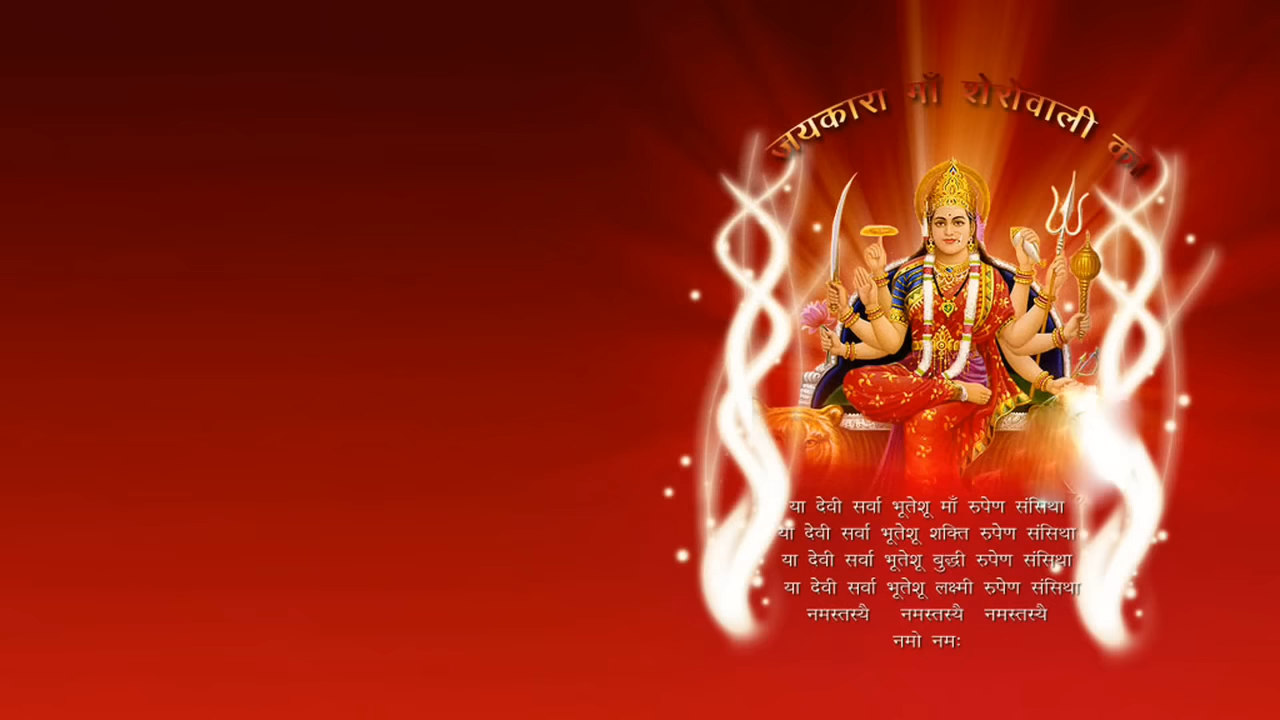 जयकारा माँ शेरोवाली का
या देवी सर्वा भूतेशू माँ रुपेण संसिथा
या देवी सर्वा भूतेशू शक्ति रुपेण संसिथा
या देवी सर्वा भूतेशू बुद्धी रुपेण संसिथा
या देवी सर्वा भूतेशू लक्ष्मी रुपेण संसिथा
नमस्तस्यै नमस्तस्यै नमस्तस्यै
नमो नमः